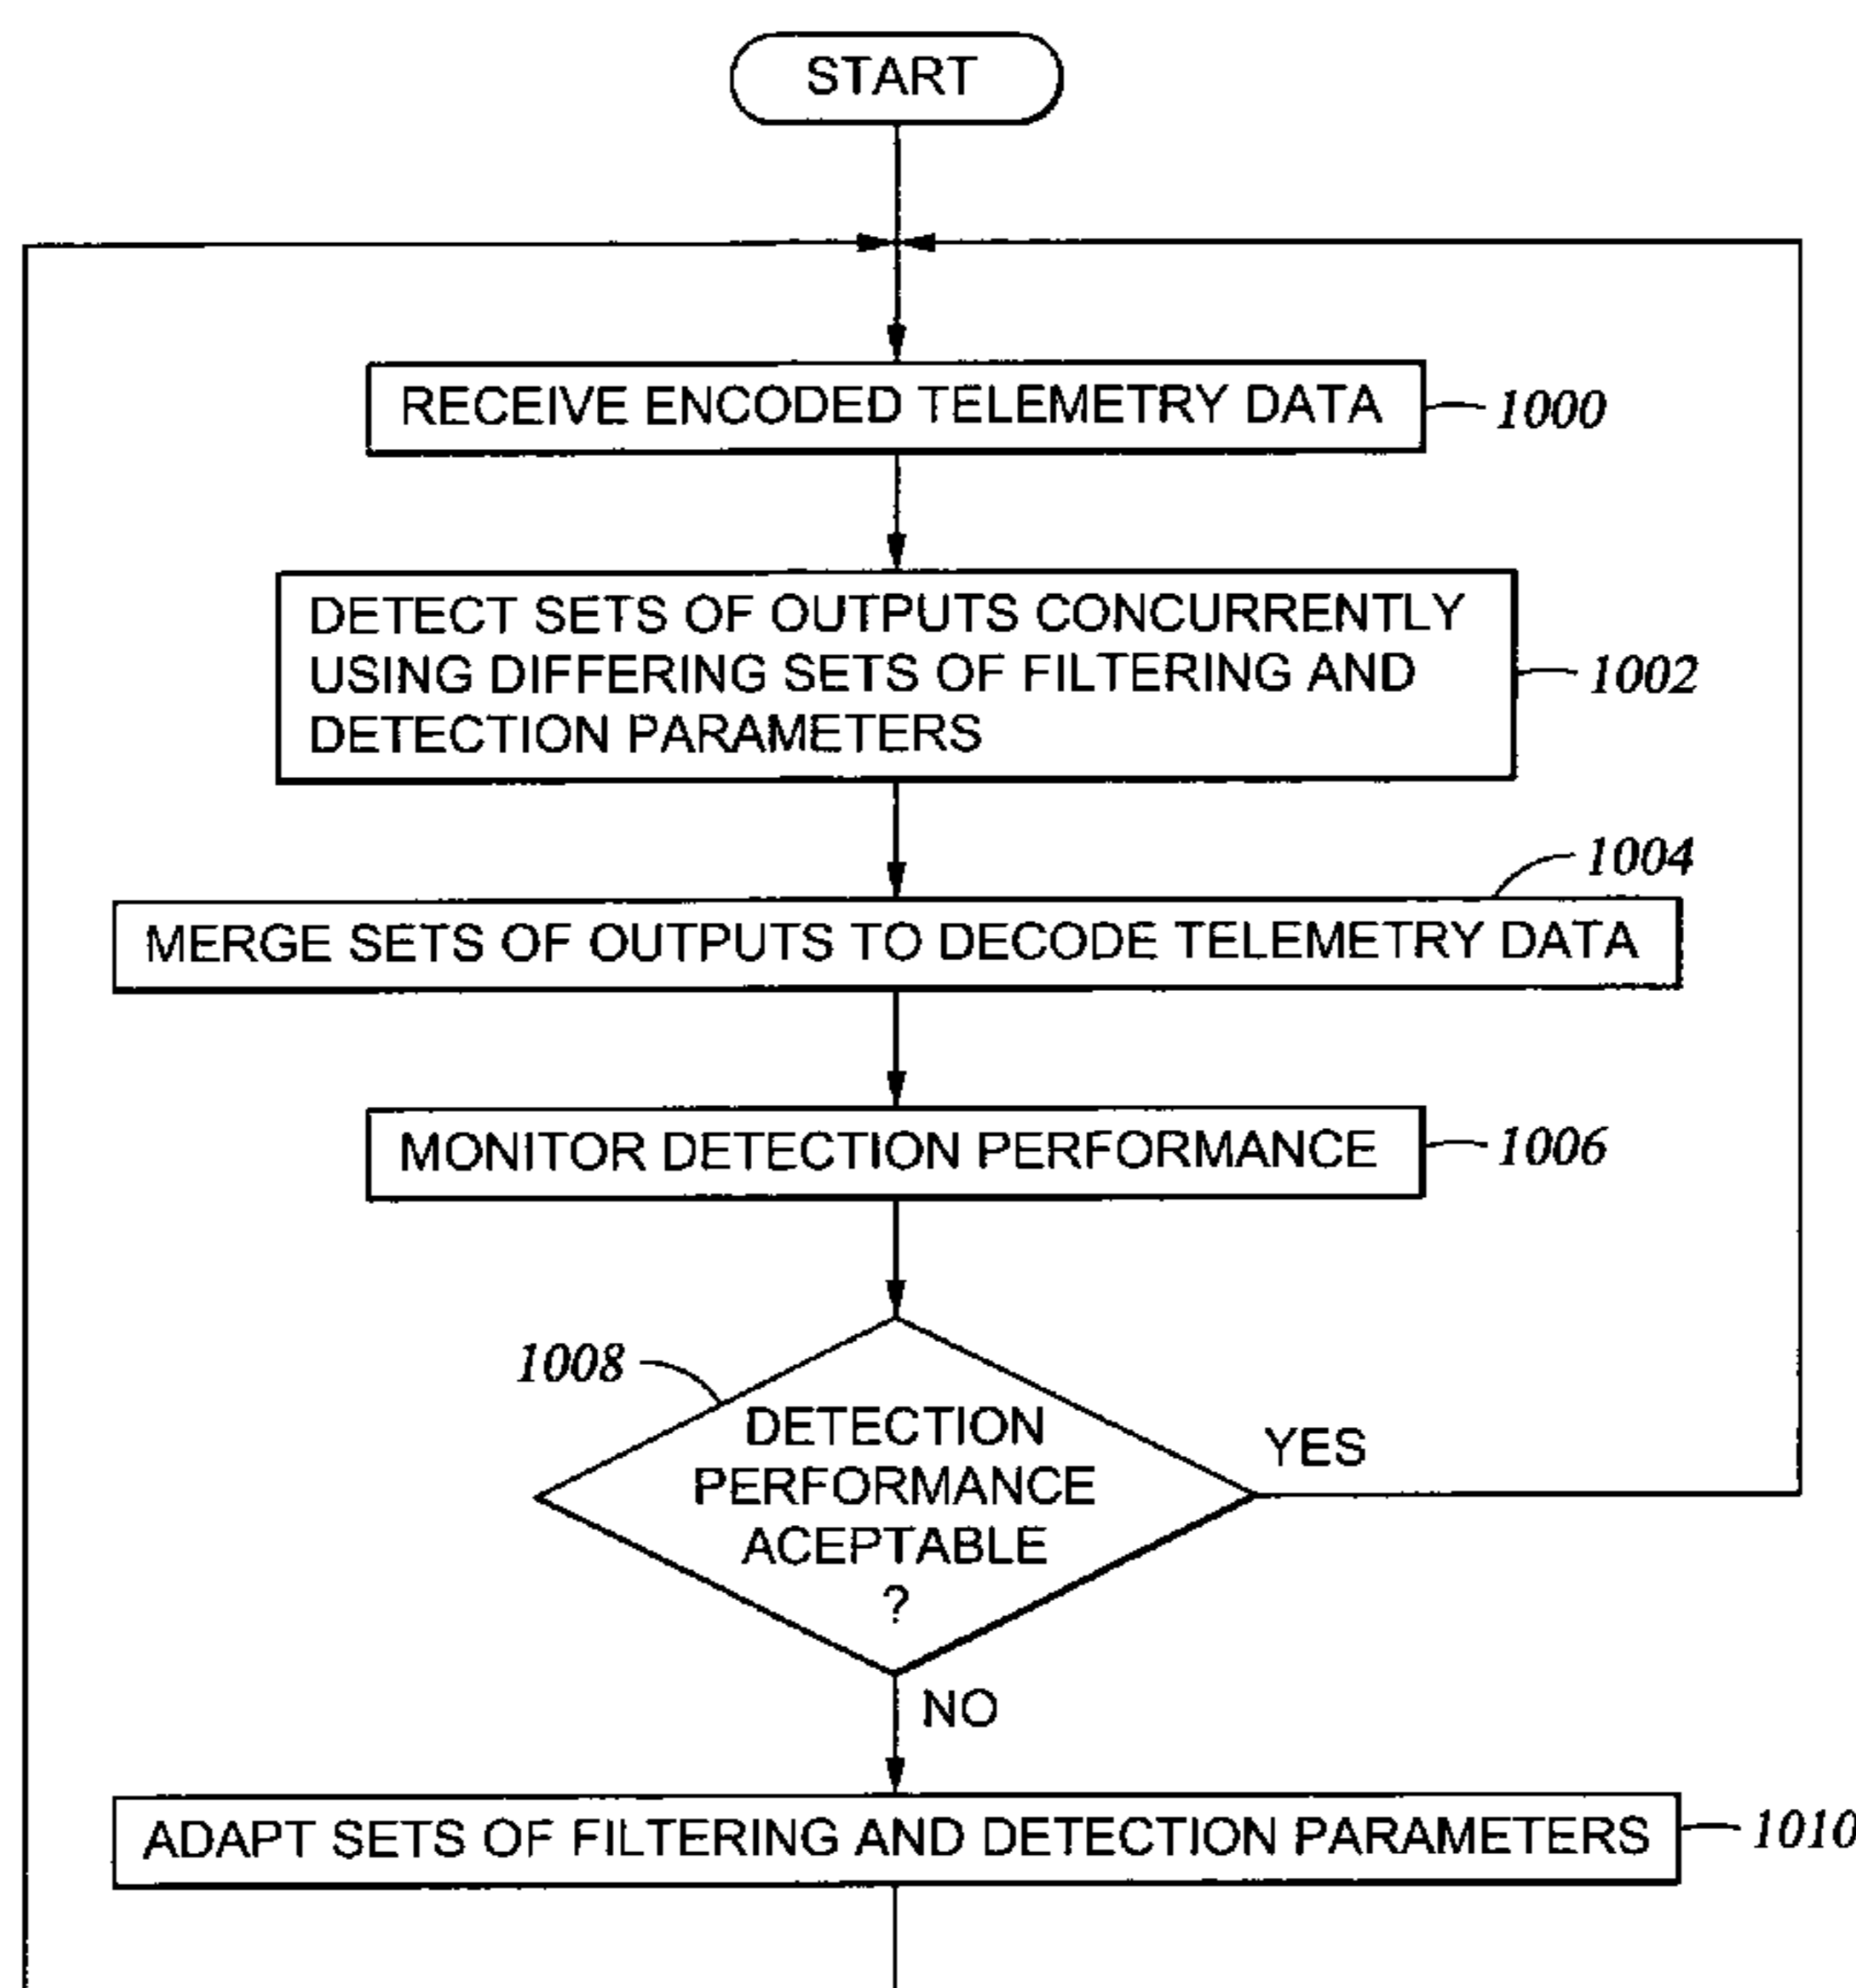 START
RECEIVE ENCODED TELEMETRY DATA
1000
DETECT SETS OF OUTPUTS CONCURRENTLY
USING DIFFERING SETS OF FILTERING AND
DETECTION PARAMETERS
1002
1004
MERGE SETS OF OUTPUTS TO DECODE TELEMETRY DATA
MONITOR DETECTION PERFORMANCE
1006
1008
DETECTION
PERFORMANCE
ACEPTABLE
?
YES
NO
ADAPT SETS OF FILTERING AND DETECTION PARAMETERS
1010